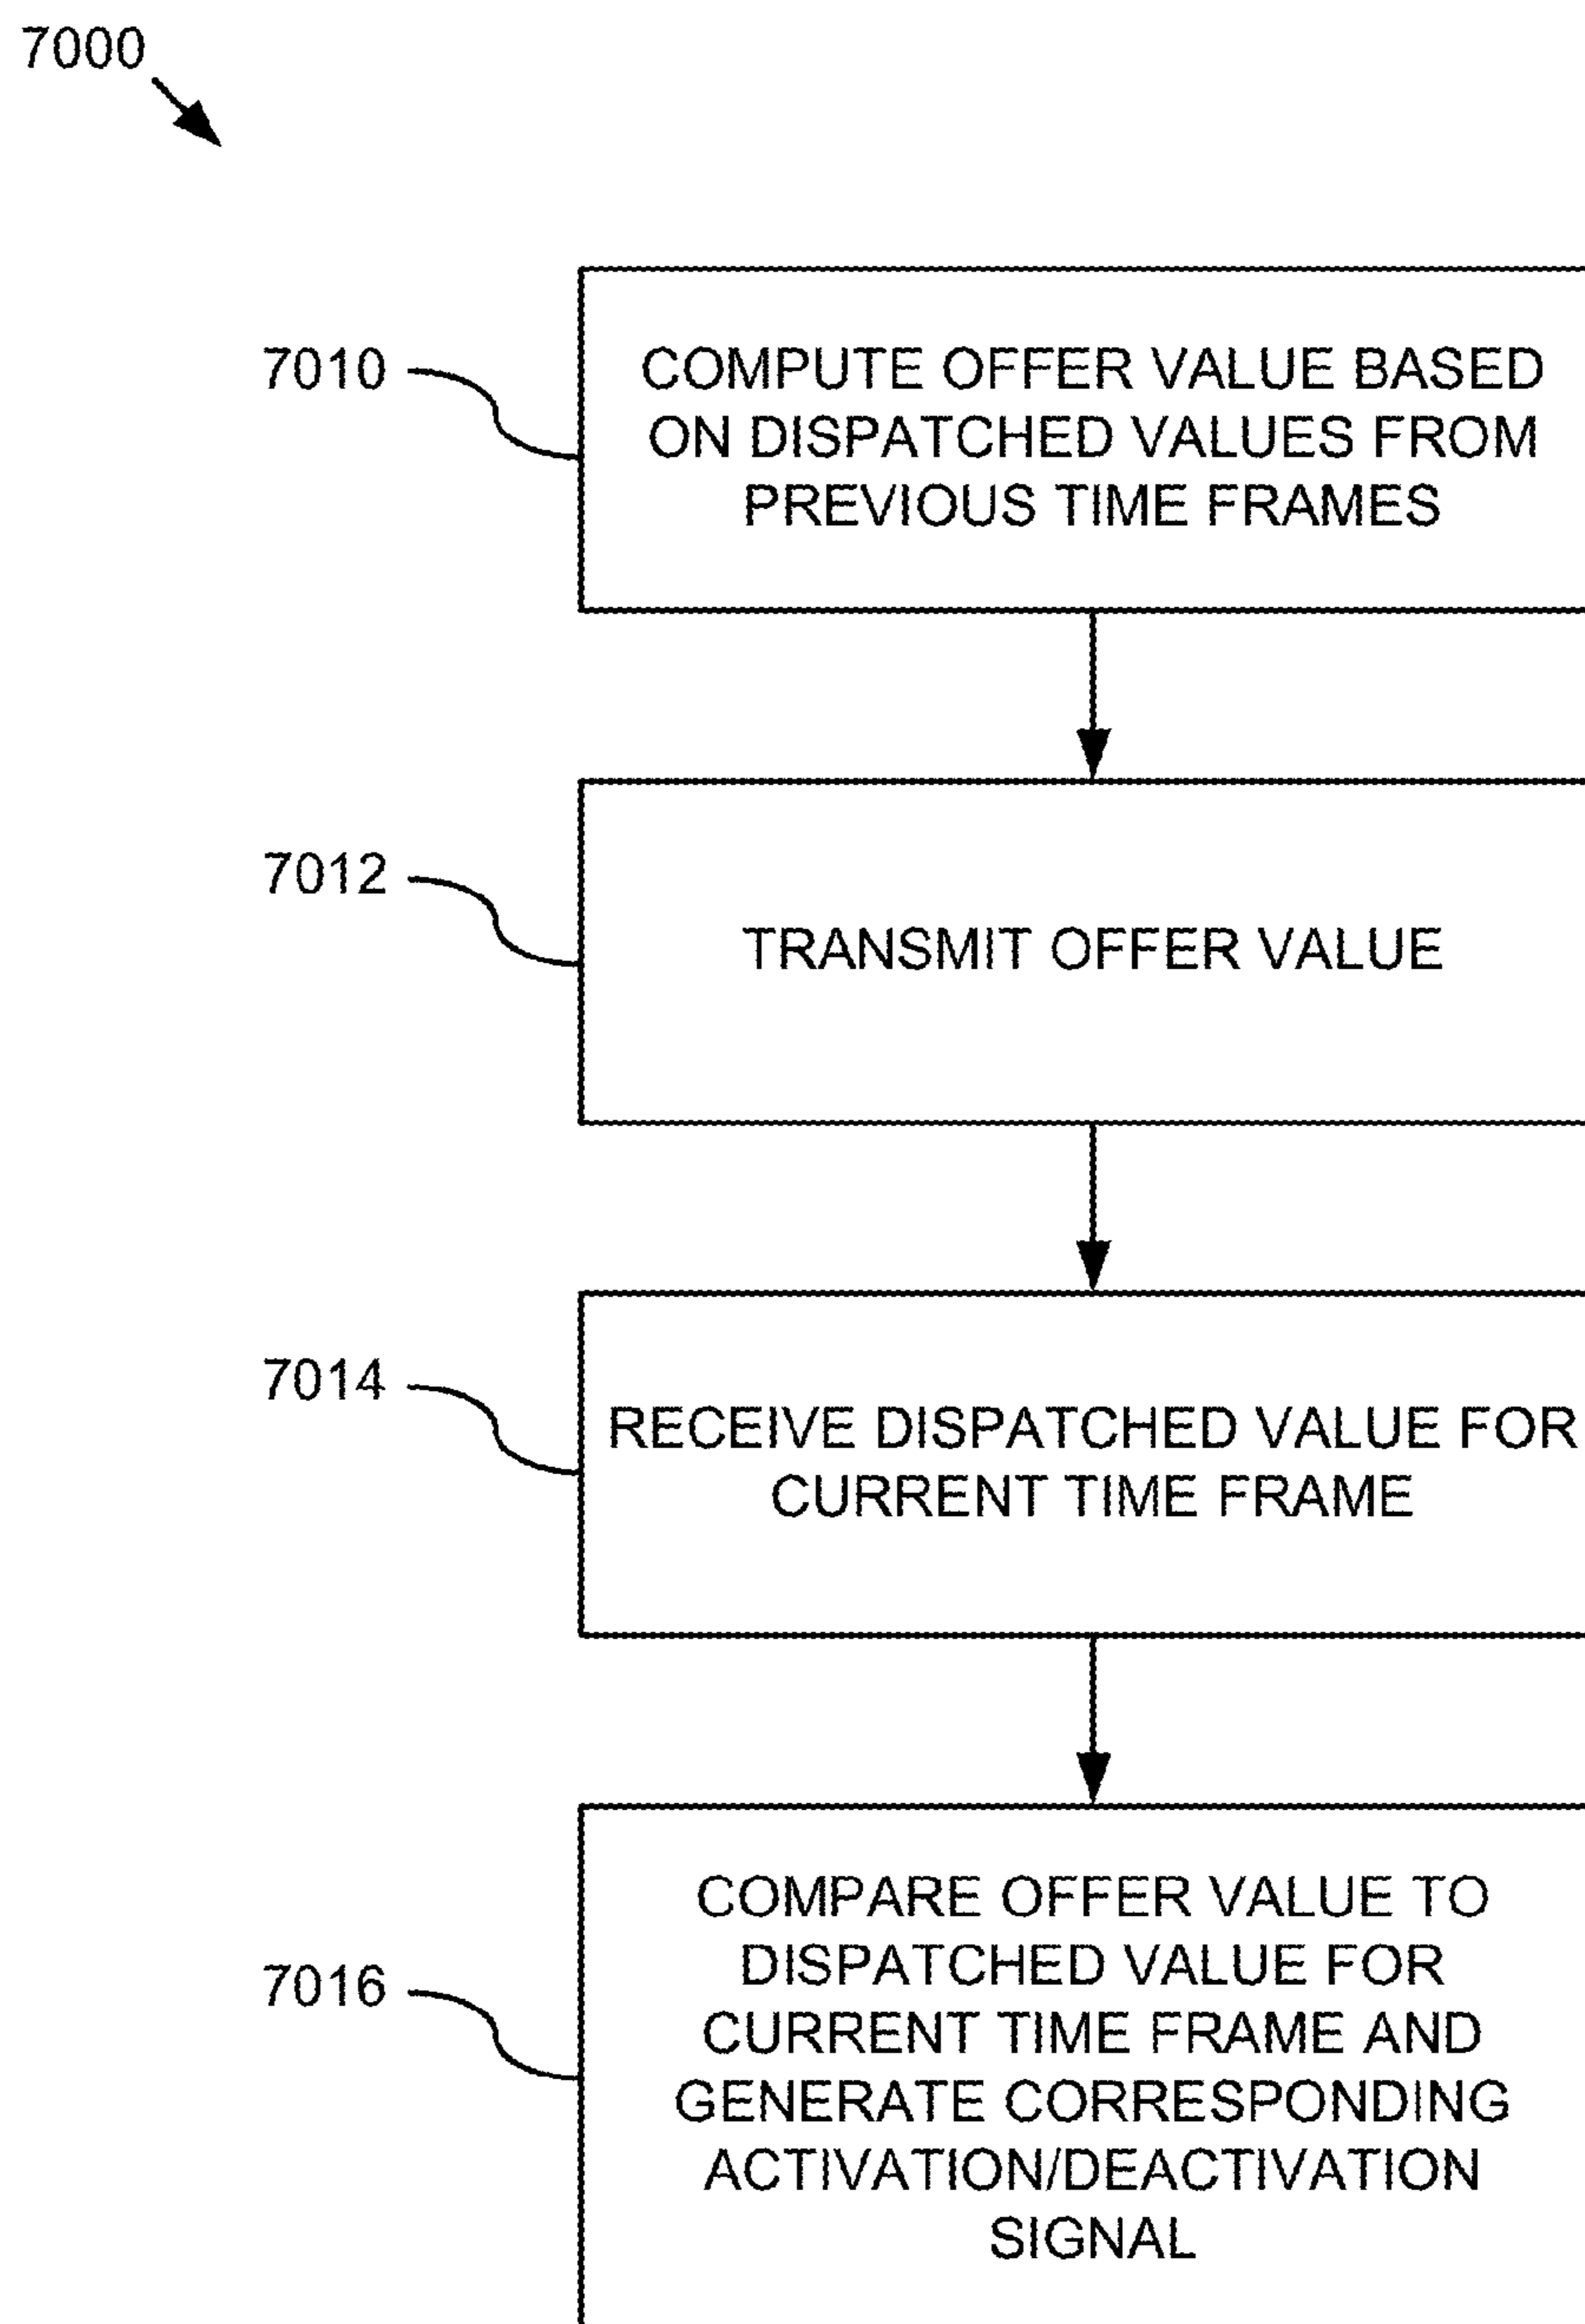 7000
7010
COMPUTE OFFER VALUE BASED
ON DISPATCHED VALUES FROM
PREVIOUS TIME FRAMES
7012
TRANSMIT OFFER VALUE
7014
RECEIVE DISPATCHED VALUE FOR
CURRENT TIME FRAME
7016
COMPARE OFFER VALUE TO
DISPATCHED VALUE FOR
CURRENT TIME FRAME AND
GENERATE CORRESPONDING
ACTIVATION/DEACTIVATION
SIGNAL